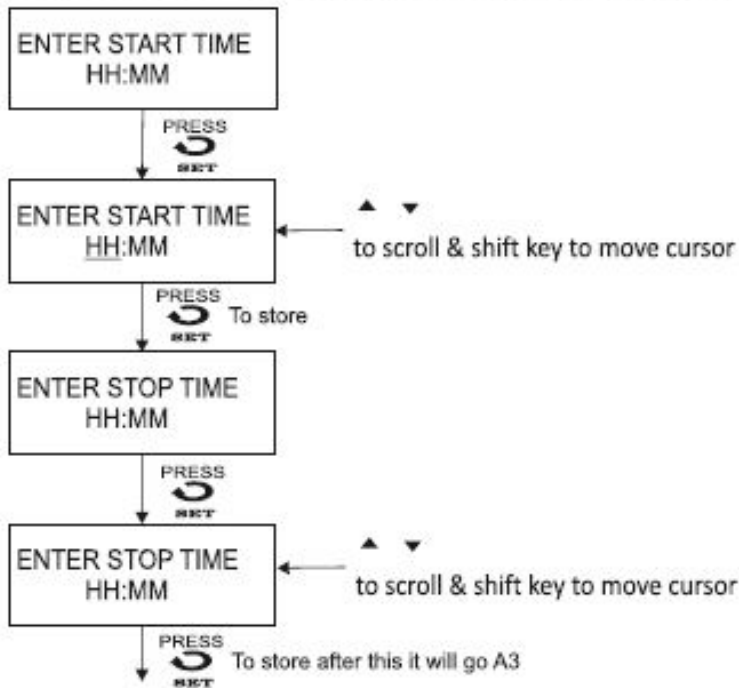 ENTER START TIME
HH:MM
PRESS
SET
ENTER START TIME
HH:MM
▲ ▼
to scroll & shift key to move cursor
PRESS
SET
To store
ENTER STOP TIME
HH:MM
PRESS
SET
ENTER STOP TIME
HH:MM
▲ ▼
to scroll & shift key to move cursor
PRESS
SET
To store after this it will go A3